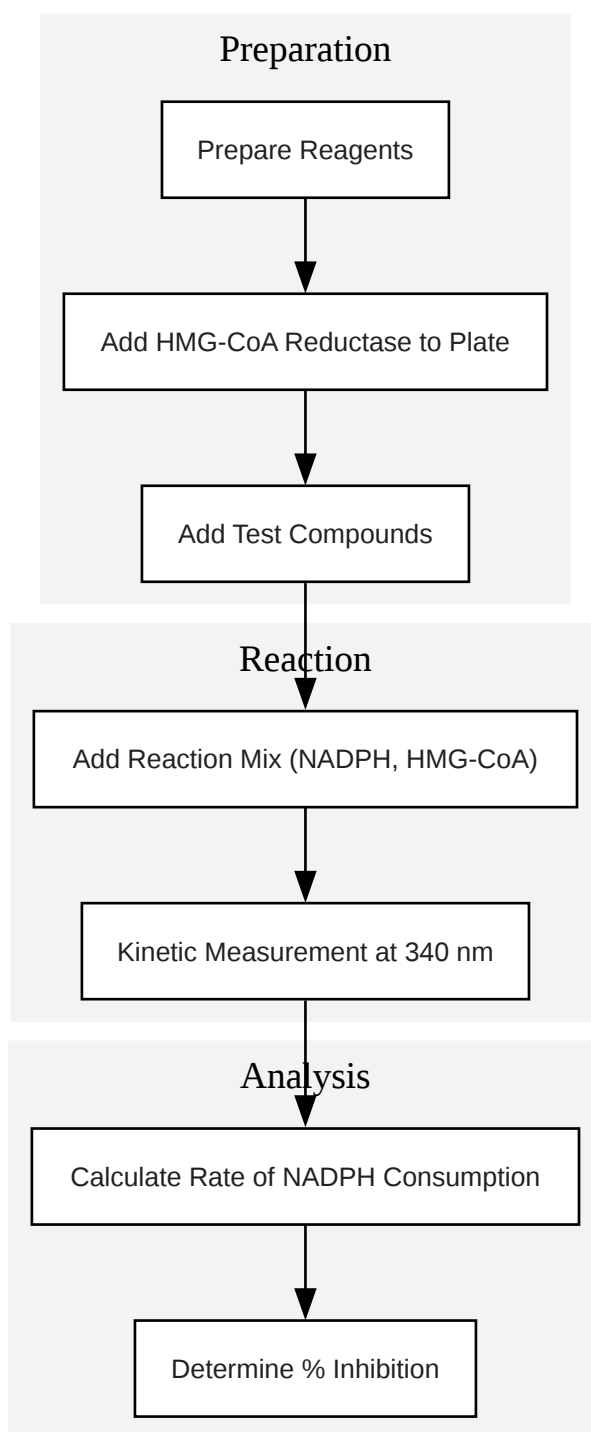 Preparation
Prepare Reagents
Add HMG-CoA Reductase to Plate
Add Test Compounds
Reaction
Add Reaction Mix (NADPH, HMG-CoA)
Kinetic Measurement at 340 nm
Analysis
Calculate Rate of NADPH Consumption
Determine % Inhibition